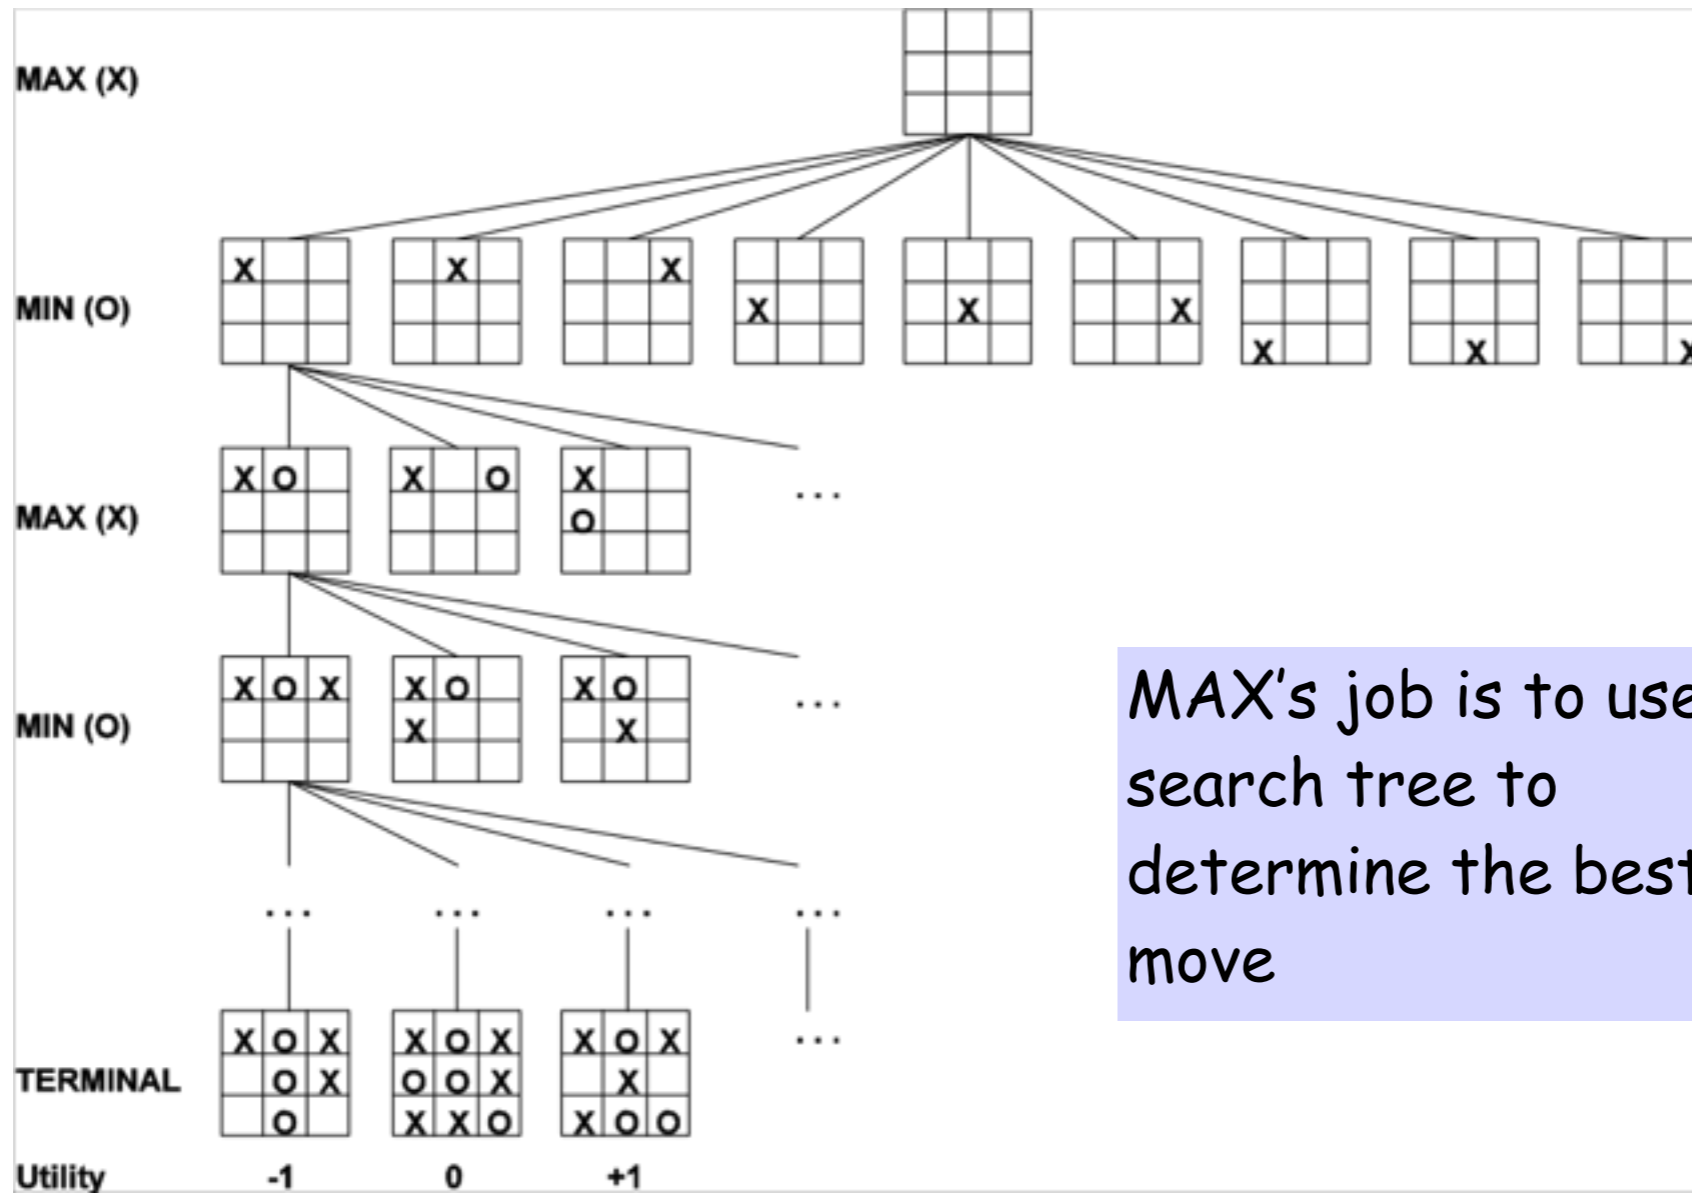 MAX (X)
X X X
MIN (O) X X X
X X X
X O X O X
MAX (X) O ...
X O X X O X O
MIN (O) X X ...
MAX's job is to use
search tree to
determine the best
move
... ... ... ...
X O X X O X X O X ...
TERMINAL O X O O X X
O X X O X O O
Utility -1 0 +1